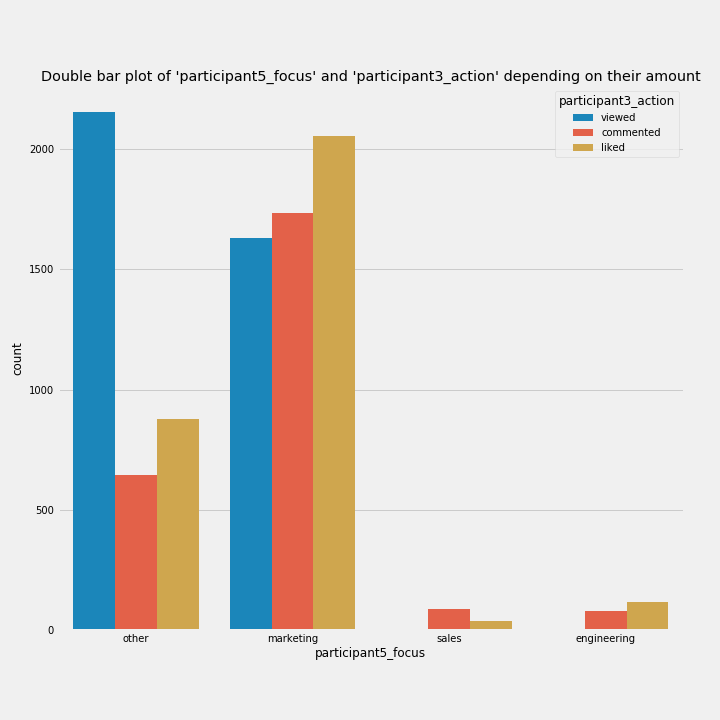 Double bar plot of 'participant5_focus' and 'participant3_action' depending on their amount
participant3_action
viewed
commented
liked
2000
1500
1000
500
0
count
other
marketing
sales
engineering
participant5_focus